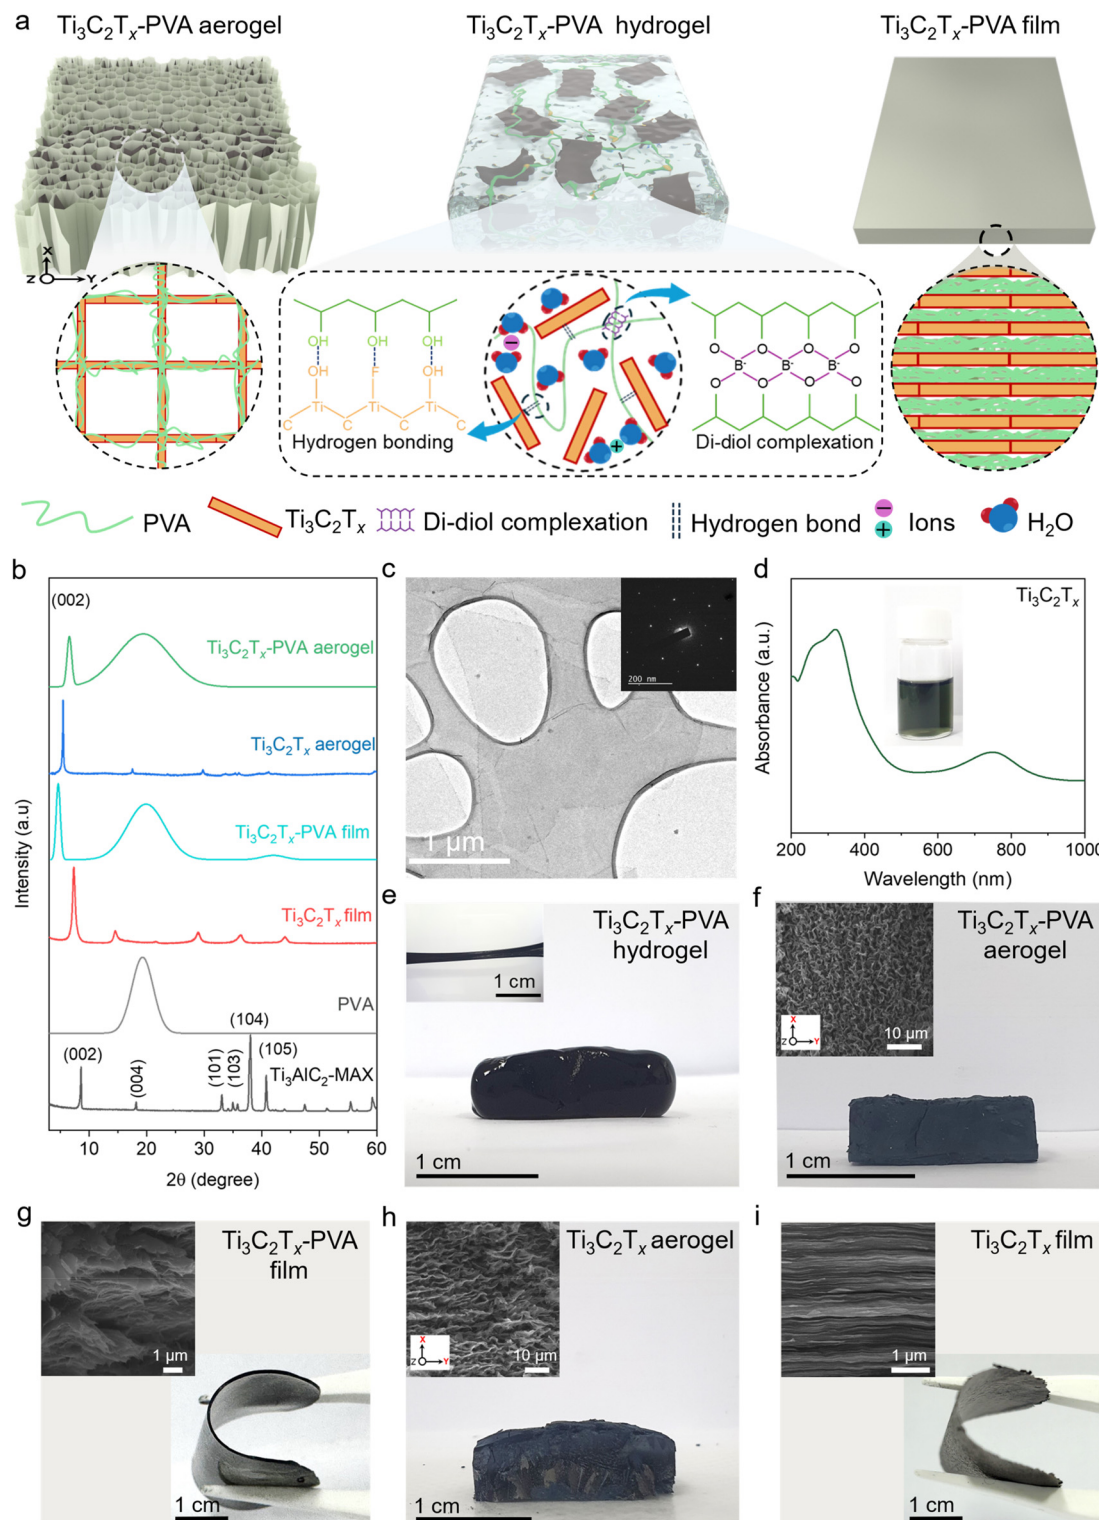 a
Ti₃C₂Tₓ-PVA aerogel
Ti₃C₂Tₓ-PVA hydrogel
Ti₃C₂Tₓ-PVA film
X
Z
Y
OH OH OH
OH F OH
Ti Ti Ti
C C C C
Hydrogen bonding
−
+
O O O O
B⁻ B⁻ B⁻
O O O O
Di-diol complexation
PVA
Ti₃C₂Tₓ
Di-diol complexation
Hydrogen bond
−
+
Ions
H₂O
b
(002)
Ti₃C₂Tₓ-PVA aerogel
Ti₃C₂Tₓ aerogel
Ti₃C₂Tₓ-PVA film
Ti₃C₂Tₓ film
PVA
(002)
(004)
(101)
(103)
(104)
(105)
Ti₃AlC₂-MAX
Intensity (a.u)
10 20 30 40 50 60
2θ (degree)
c
200 nm
1 μm
d
Ti₃C₂Tₓ
Absorbance (a.u.)
200 400 600 800 1000
Wavelength (nm)
e
Ti₃C₂Tₓ-PVA
hydrogel
1 cm
1 cm
f
Ti₃C₂Tₓ-PVA
aerogel
X
Z
Y
10 μm
1 cm
g
Ti₃C₂Tₓ-PVA
film
1 μm
1 cm
h
Ti₃C₂Tₓ aerogel
X
Z
Y
10 μm
1 cm
i
Ti₃C₂Tₓ film
1 μm
1 cm